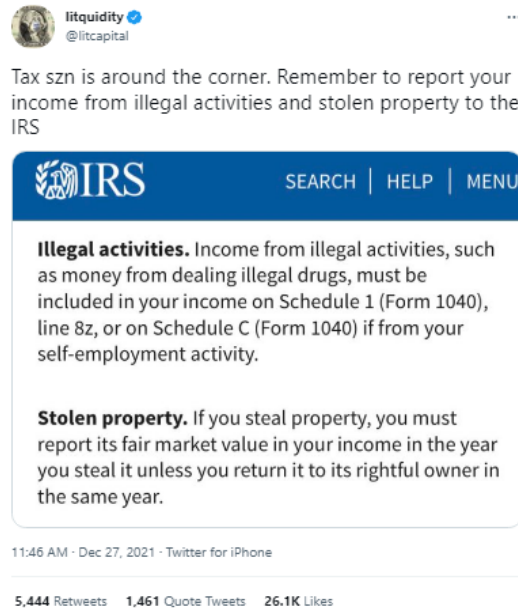 litquidity
@litcapital
...
Tax szn is around the corner. Remember to report your
income from illegal activities and stolen property to the
IRS
IRS
SEARCH | HELP | MENU
Illegal activities. Income from illegal activities, such
as money from dealing illegal drugs, must be
included in your income on Schedule 1 (Form 1040),
line 8z, or on Schedule C (Form 1040) if from your
self-employment activity.
Stolen property. If you steal property, you must
report its fair market value in your income in the year
you steal it unless you return it to its rightful owner in
the same year.
11:46 AM · Dec 27, 2021 · Twitter for iPhone
5,444 Retweets 1,461 Quote Tweets 26.1K Likes